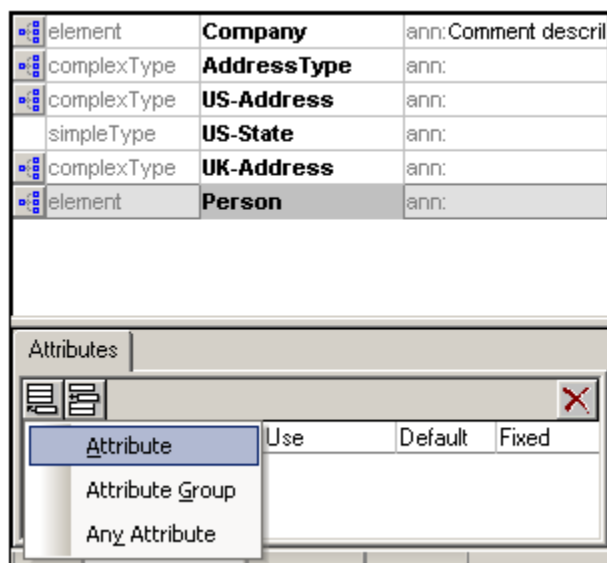 element Company ann:Comment descril
complexType AddressType ann:
complexType US-Address ann:
simpleType US-State ann:
complexType UK-Address ann:
element Person ann:
Attributes
Use Default Fixed
Attribute
Attribute Group
Any Attribute